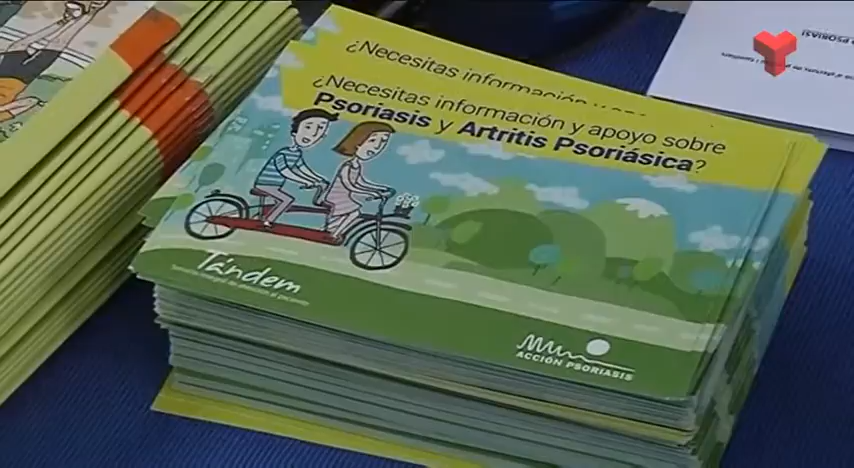 ¿Necesitas información
¿Necesitas información y apoyo sobre
Psoriasis y Artritis Psoriásica?
Tándem
ACCIÓN PSORIASIS